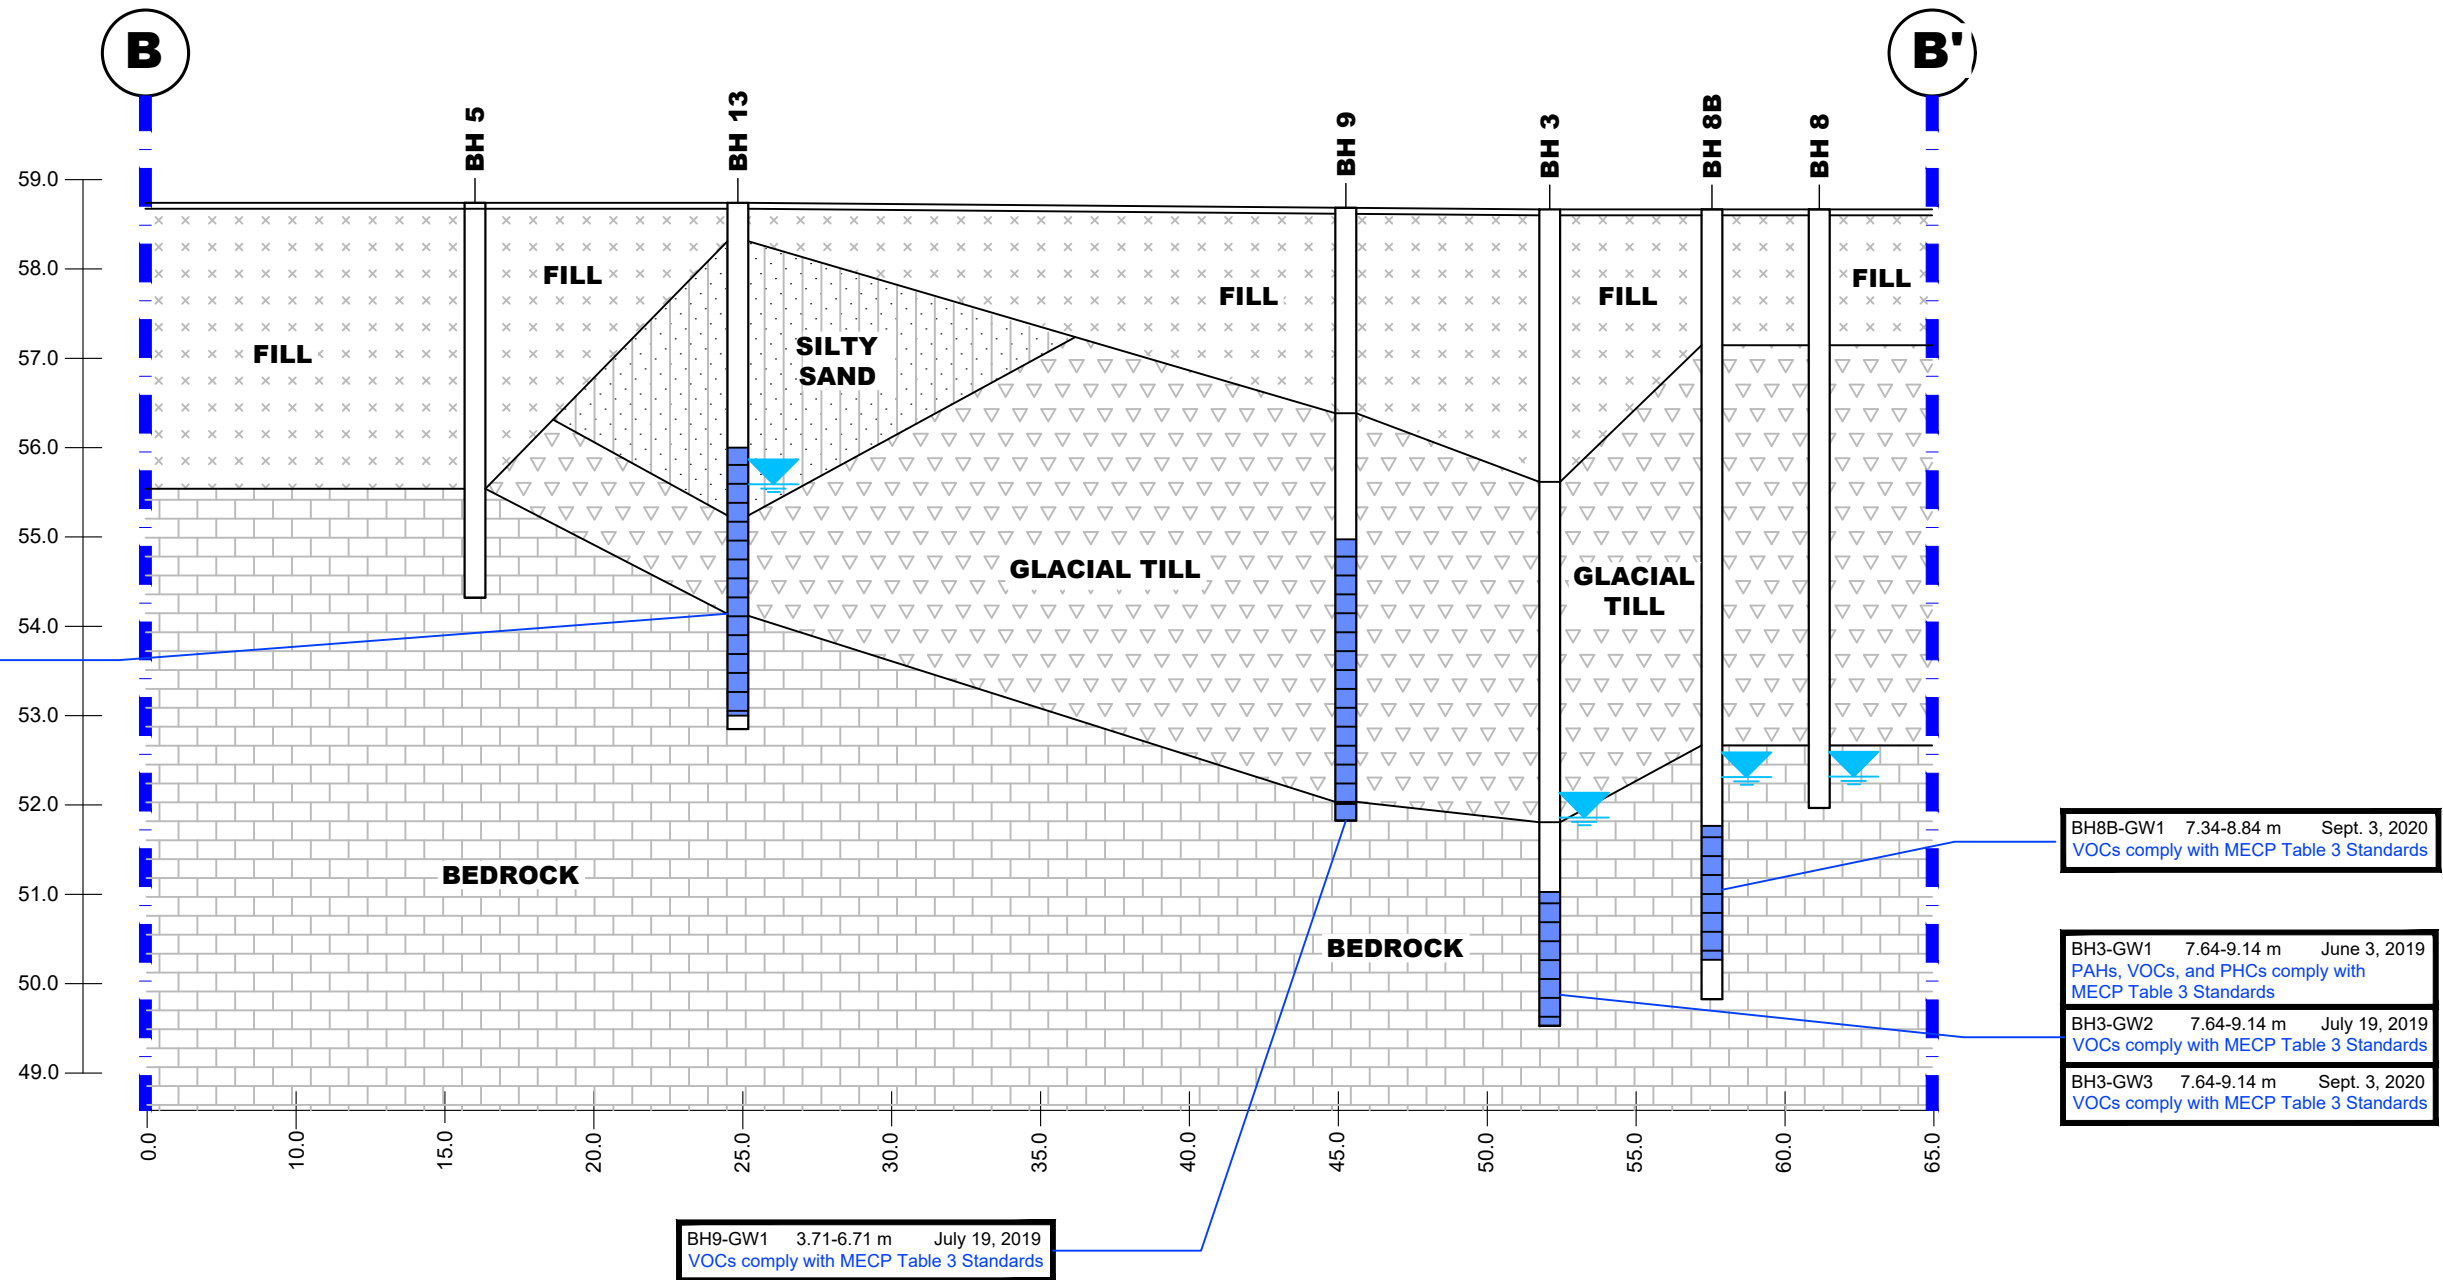 B
B'
BH 5
BH 13
BH 9
BH 3
BH 8B
BH 8
59.0
58.0
57.0
56.0
55.0
54.0
53.0
52.0
51.0
50.0
49.0
FILL
FILL
SILTY
SAND
FILL
FILL
FILL
GLACIAL TILL
GLACIAL
TILL
BEDROCK
BEDROCK
BH8B-GW1 7.34-8.84 m Sept. 3, 2020
VOCs comply with MECP Table 3 Standards
BH3-GW1 7.64-9.14 m June 3, 2019
PAHs, VOCs, and PHCs comply with
MECP Table 3 Standards
BH3-GW2 7.64-9.14 m July 19, 2019
VOCs comply with MECP Table 3 Standards
BH3-GW3 7.64-9.14 m Sept. 3, 2020
VOCs comply with MECP Table 3 Standards
0.0
10.0
15.0
20.0
25.0
30.0
35.0
40.0
45.0
50.0
55.0
60.0
65.0
BH9-GW1 3.71-6.71 m July 19, 2019
VOCs comply with MECP Table 3 Standards